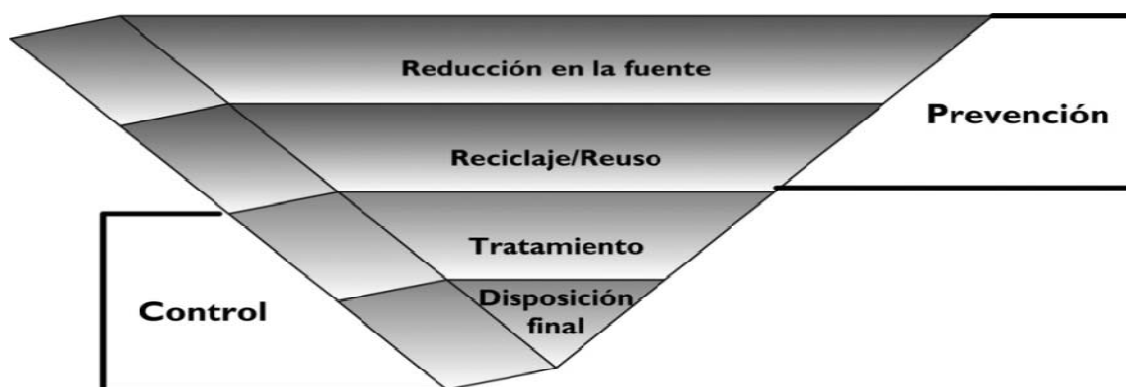 Reducción en la fuente
Prevención
Reciclaje/Reuso
Tratamiento
Control
Disposición
final